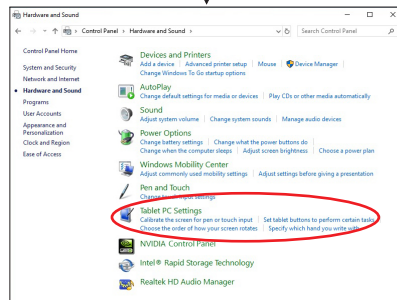 Hardware and Sound
Control Panel > Hardware and Sound >
Search Control Panel
Control Panel Home
System and Security
Network and Internet
Hardware and Sound
Programs
User Accounts
Appearance and
Personalization
Clock and Region
Ease of Access
Devices and Printers
Add a device | Advanced printer setup | Mouse | Device Manager
Change Windows To Go startup options
AutoPlay
Change default settings for media or devices | Play CDs or other media automatically
Sound
Adjust system volume | Change system sounds | Manage audio devices
Power Options
Change battery settings | Change what the power buttons do
Change when the computer sleeps | Adjust screen brightness | Choose a power plan
Windows Mobility Center
Adjust commonly used mobility settings | Adjust settings before giving a presentation
Pen and Touch
Change touch input settings
Tablet PC Settings
Calibrate the screen for pen or touch input | Set tablet buttons to perform certain tasks
Choose the order of how your screen rotates | Specify which hand you write with
NVIDIA Control Panel
Intel® Rapid Storage Technology
Realtek HD Audio Manager